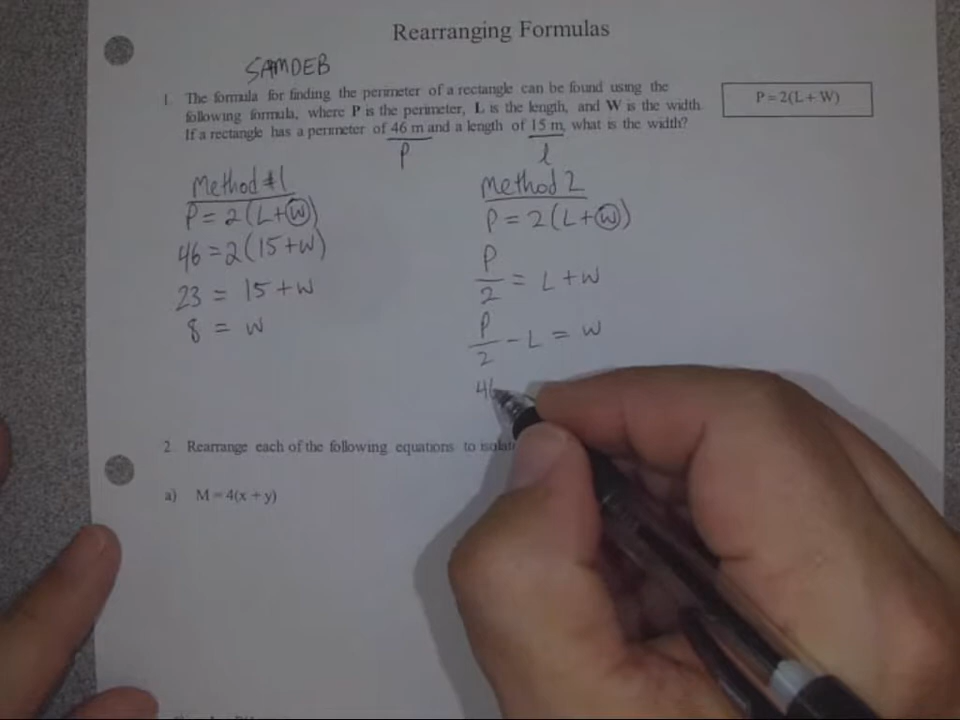 Rearranging Formulas
SAMDEB
1. The formula for finding the perimeter of a rectangle can be found using the
following formula, where P is the perimeter, L is the length, and W is the width.
If a rectangle has a perimeter of 46 m and a length of 15 m, what is the width?
P = 2(L + W)
P
l
Method #1
P = 2(L+W)
46 = 2(15+W)
23 = 15+W
8 = W
Method 2
P = 2(L+W)
P/2 = L+W
P/2 - L = W
46
2. Rearrange each of the following equations to
a) M = 4(x + y)